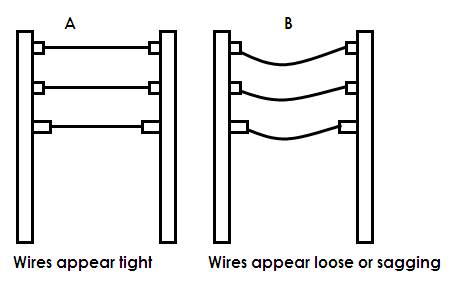 A
B
Wires appear tight
Wires appear loose or sagging